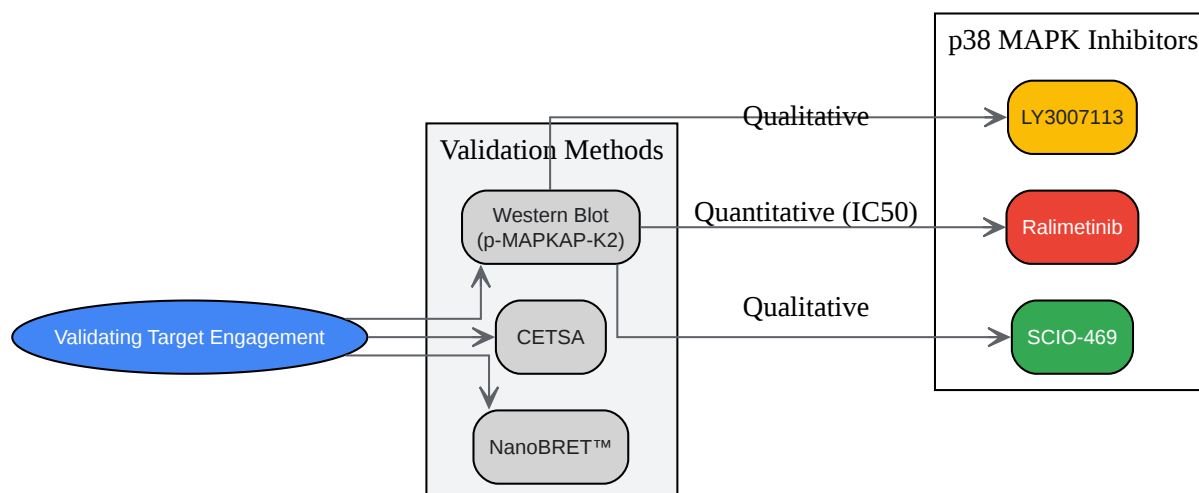 p38 MAPK Inhibitors
LY3007113
Qualitative
Validation Methods
Western Blot
(p-MAPKAP-K2)
Quantitative (IC50)
Ralimetinib
Qualitative
Validating Target Engagement
CETSA
SCIO-469
NanoBRET™